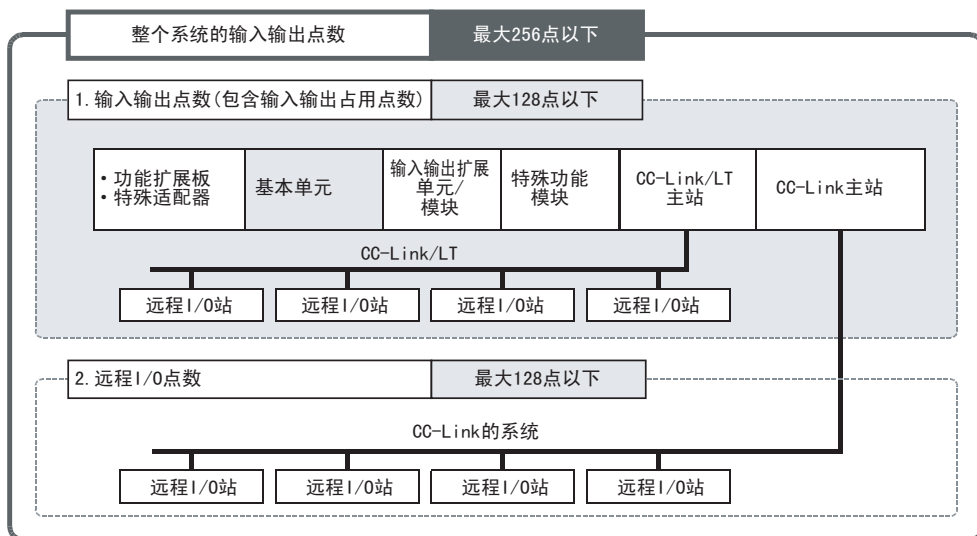 整个系统的输入输出点数
最大256点以下
1. 输入输出点数(包含输入输出占用点数)
最大128点以下
・功能扩展板
・特殊适配器
基本单元
输入输出扩展
单元/
模块
特殊功能
模块
CC-Link/LT
主站
CC-Link主站
CC-Link/LT
远程I/O站
远程I/O站
远程I/O站
远程I/O站
2. 远程I/O点数
最大128点以下
CC-Link的系统
远程I/O站
远程I/O站
远程I/O站
远程I/O站